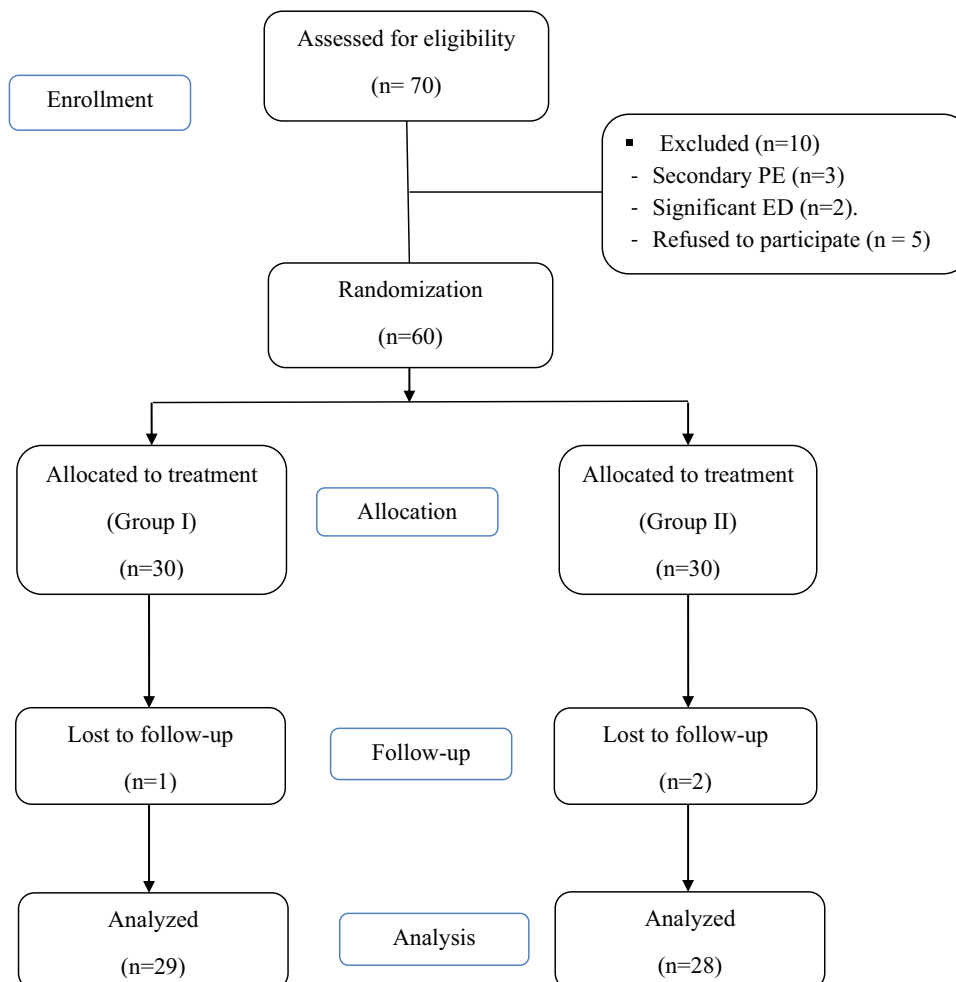 Assessed for eligibility
(n= 70)
Enrollment
▪ Excluded (n=10)
- Secondary PE (n=3)
- Significant ED (n=2).
- Refused to participate (n = 5)
Randomization
(n=60)
Allocated to treatment
(Group I)
(n=30)
Allocation
Allocated to treatment
(Group II)
(n=30)
Lost to follow-up
(n=1)
Follow-up
Lost to follow-up
(n=2)
Analyzed
(n=29)
Analysis
Analyzed
(n=28)